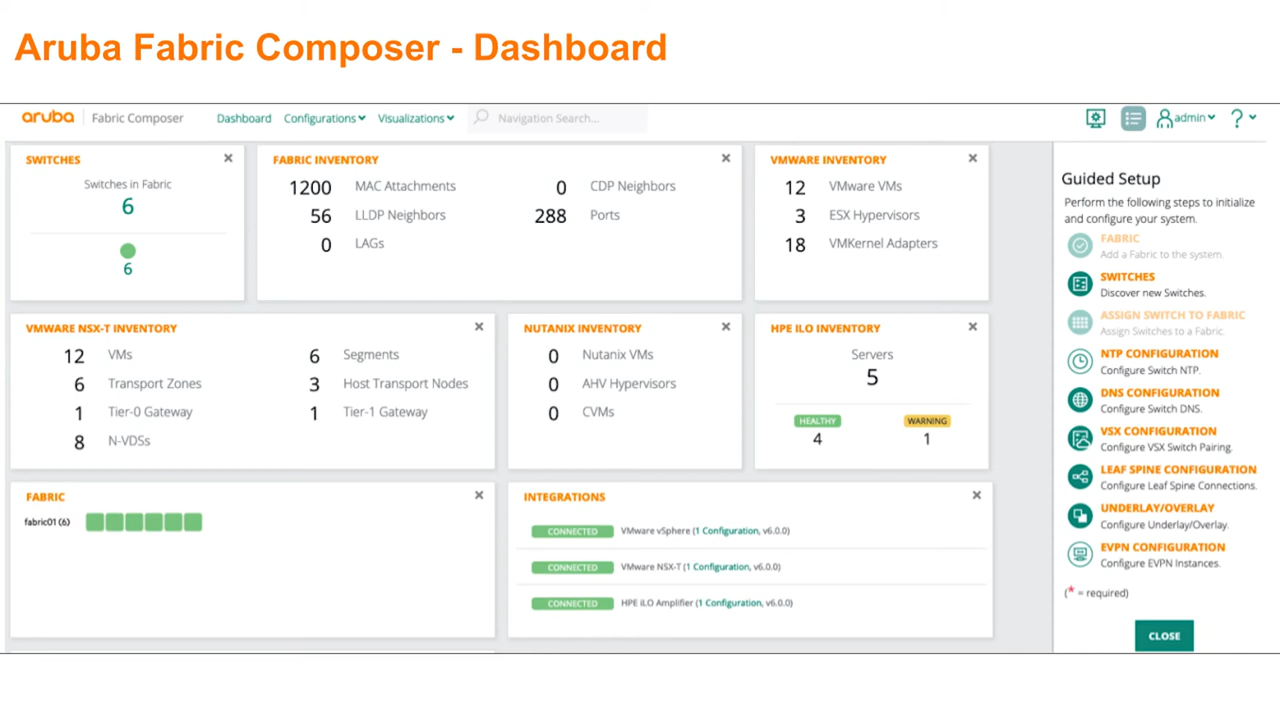 Aruba Fabric Composer - Dashboard
aruba Fabric Composer Dashboard Configurations Visualizations Navigation Search... admin ?
SWITCHES
Switches in Fabric
6
6
FABRIC INVENTORY
1200 MAC Attachments 0 CDP Neighbors
56 LLDP Neighbors 288 Ports
0 LAGs
VMWARE INVENTORY
12 VMware VMs
3 ESX Hypervisors
18 VMKernel Adapters
VMWARE NSX-T INVENTORY
12 VMs 6 Segments
6 Transport Zones 3 Host Transport Nodes
1 Tier-0 Gateway 1 Tier-1 Gateway
8 N-VDSs
NUTANIX INVENTORY
0 Nutanix VMs
0 AHV Hypervisors
0 CVMs
HPE ILO INVENTORY
Servers
5
HEALTHY WARNING
4 1
FABRIC
fabric01 (6)
INTEGRATIONS
CONNECTED VMware vSphere (1 Configuration, v6.0.0)
CONNECTED VMware NSX-T (1 Configuration, v6.0.0)
CONNECTED HPE iLO Amplifier (1 Configuration, v6.0.0)
Guided Setup
Perform the following steps to initialize
and configure your system.
FABRIC
Add a Fabric to the system.
SWITCHES
Discover new Switches.
ASSIGN SWITCH TO FABRIC
Assign Switches to a Fabric.
NTP CONFIGURATION
Configure Switch NTP.
DNS CONFIGURATION
Configure Switch DNS.
VSX CONFIGURATION
Configure VSX Switch Pairing.
LEAF SPINE CONFIGURATION
Configure Leaf Spine Connections.
UNDERLAY/OVERLAY
Configure Underlay/Overlay.
EVPN CONFIGURATION
Configure EVPN Instances.
(* = required)
CLOSE